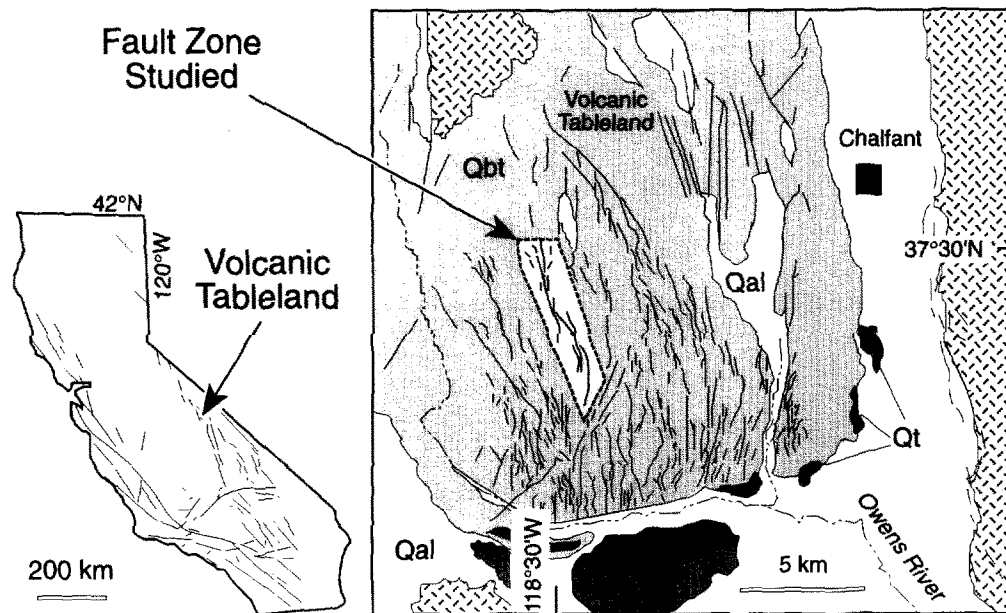 Fault Zone
Studied
42°N
120°W
Volcanic
Tableland
200 km
Volcanic
Tableland
Qbt
Chalfant
37°30'N
Qal
Qt
Qal
118°30'W
5 km
Owens River